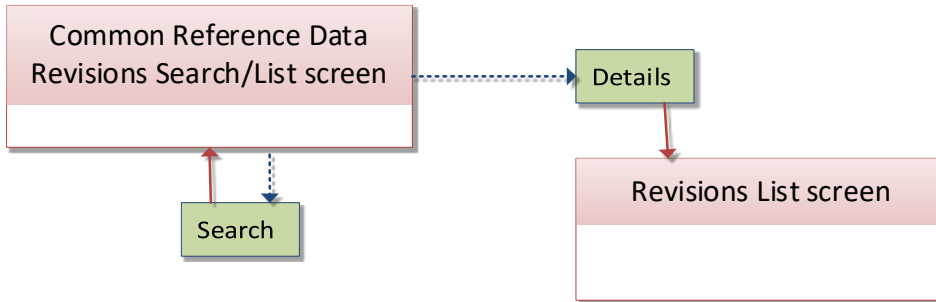 Common Reference Data
Revisions Search/List screen
Details
Revisions List screen
Search